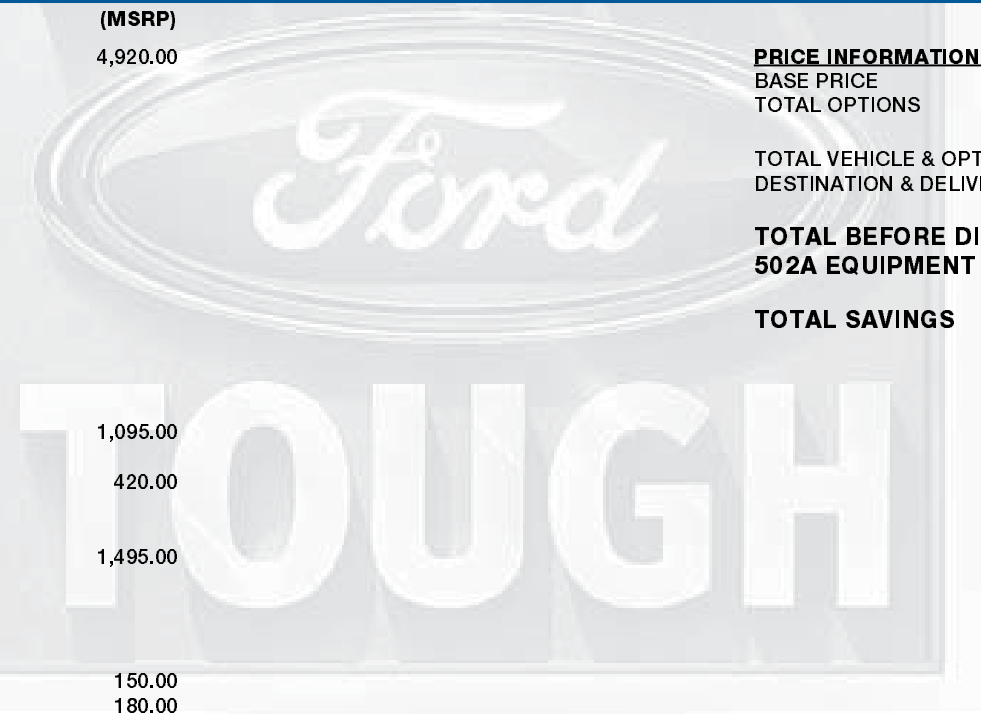 (MSRP)
4,920.00
PRICE INFORMATION
BASE PRICE
TOTAL OPTIONS
TOTAL VEHICLE & OPT
DESTINATION & DELIV
TOTAL BEFORE DI
502A EQUIPMENT
TOTAL SAVINGS
Ford
TOUGH
1,095.00
420.00
1,495.00
150.00
180.00